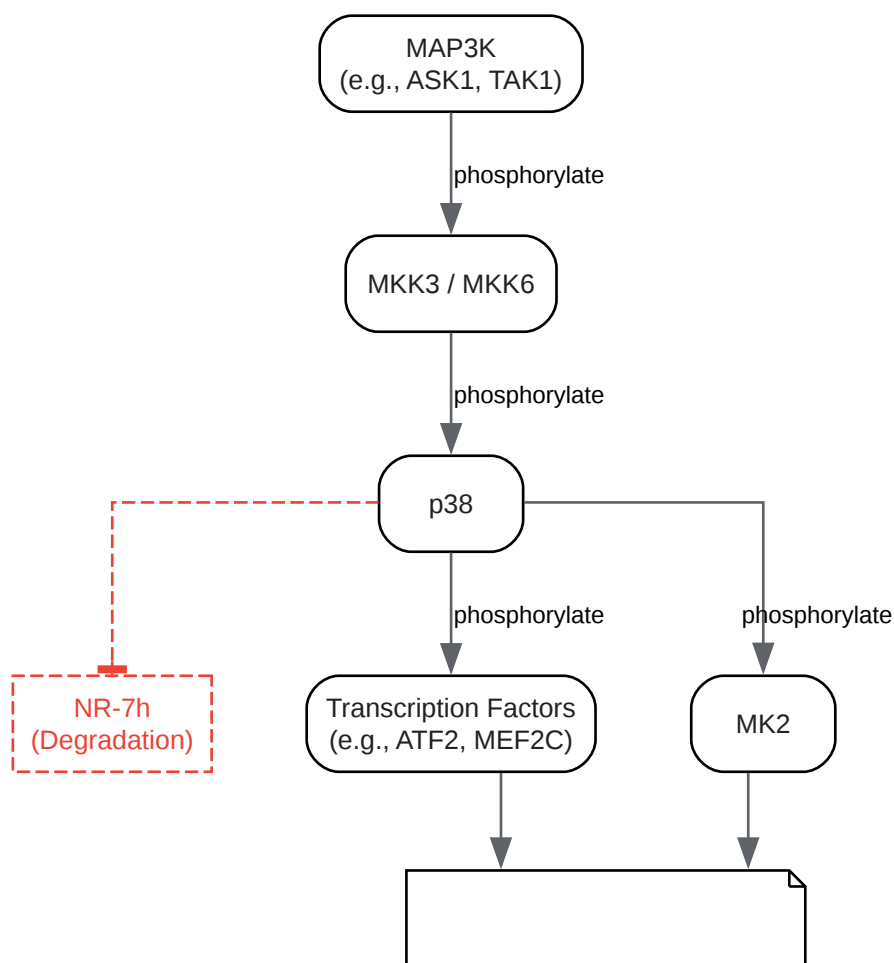 MAP3K
(e.g., ASK1, TAK1)
phosphorylate
MKK3 / MKK6
phosphorylate
p38
phosphorylate
phosphorylate
NR-7h
(Degradation)
Transcription Factors
(e.g., ATF2, MEF2C)
MK2